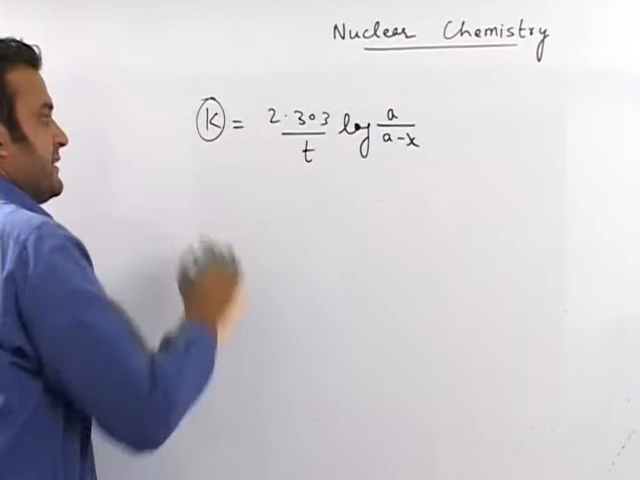 Nuclear Chemistry
K = 2.303/t log a/a-x